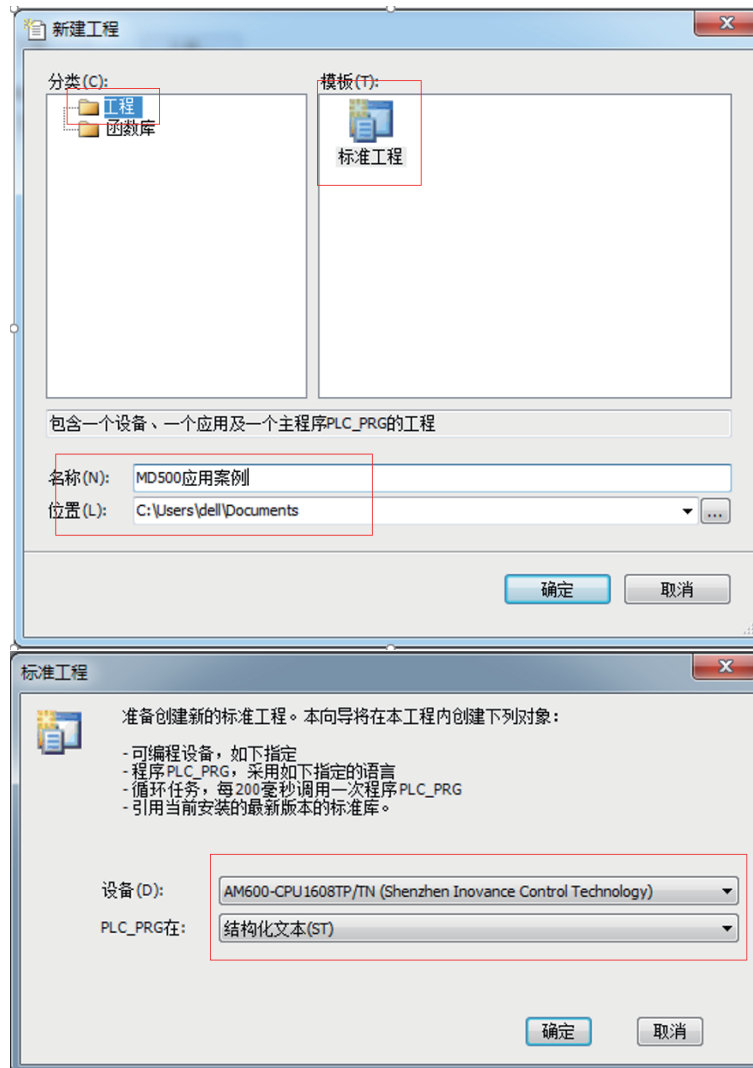 新建工程
分类(C):
模板(T):
工程
函数库
标准工程
包含一个设备、一个应用及一个主程序PLC_PRG的工程
名称(N):
MD500应用案例
位置(L):
C:\Users\dell\Documents
...
确定
取消
标准工程
准备创建新的标准工程。本向导将在本工程内创建下列对象：
- 可编程设备，如下指定
- 程序PLC_PRG，采用如下指定的语言
- 循环任务，每200毫秒调用一次程序PLC_PRG
- 引用当前安装的最新版本的标准库。
设备(D):
AM600-CPU1608TP/TN (Shenzhen Inovance Control Technology)
PLC_PRG在:
结构化文本(ST)
确定
取消